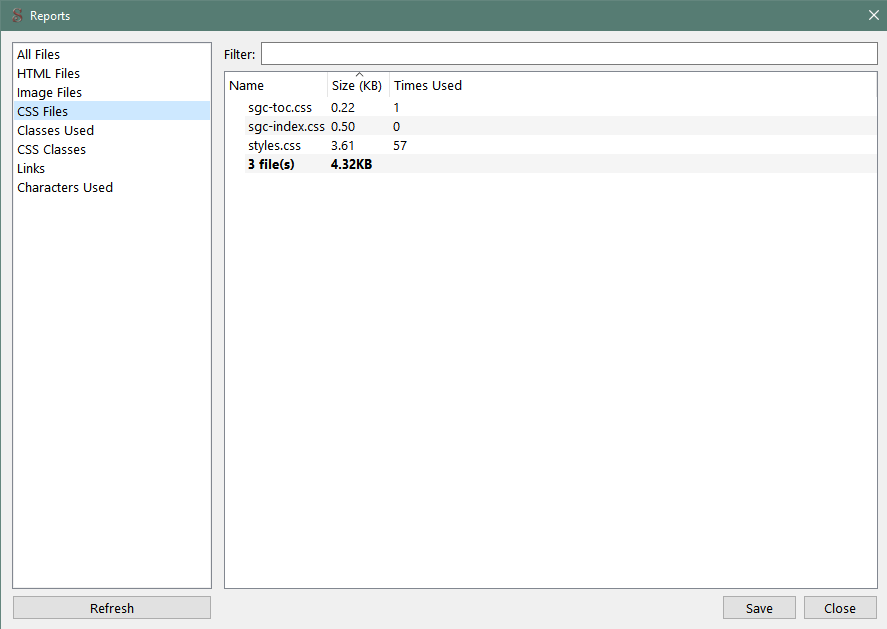 Reports
All Files
HTML Files
Image Files
CSS Files
Classes Used
CSS Classes
Links
Characters Used
Refresh
Filter:
Name Size (KB) Times Used
sgc-toc.css 0.22 1
sgc-index.css 0.50 0
styles.css 3.61 57
3 file(s) 4.32KB
Save Close